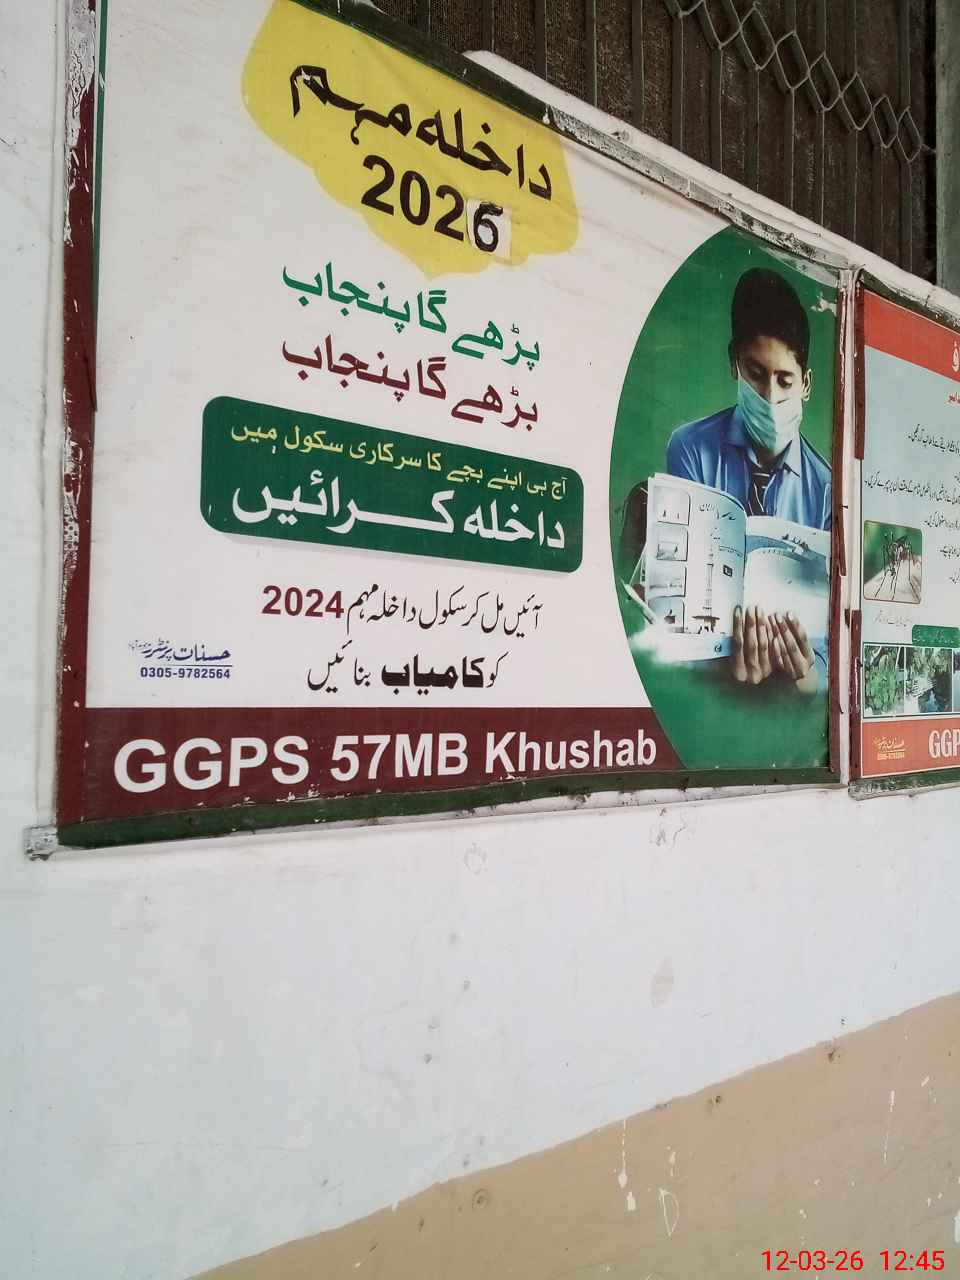 داخلہ مہم
2026
پڑھے گا پنجاب
بڑھے گا پنجاب
آج ہی اپنے بچے کا سرکاری سکول میں
داخلہ کرائیں
آئیں مل کر سکول داخلہ مہم 2024
کو کامیاب بنائیں
حسنات پرنٹرز
0305-9782564
GGPS 57MB Khushab
GGP
12-03-26 12:45